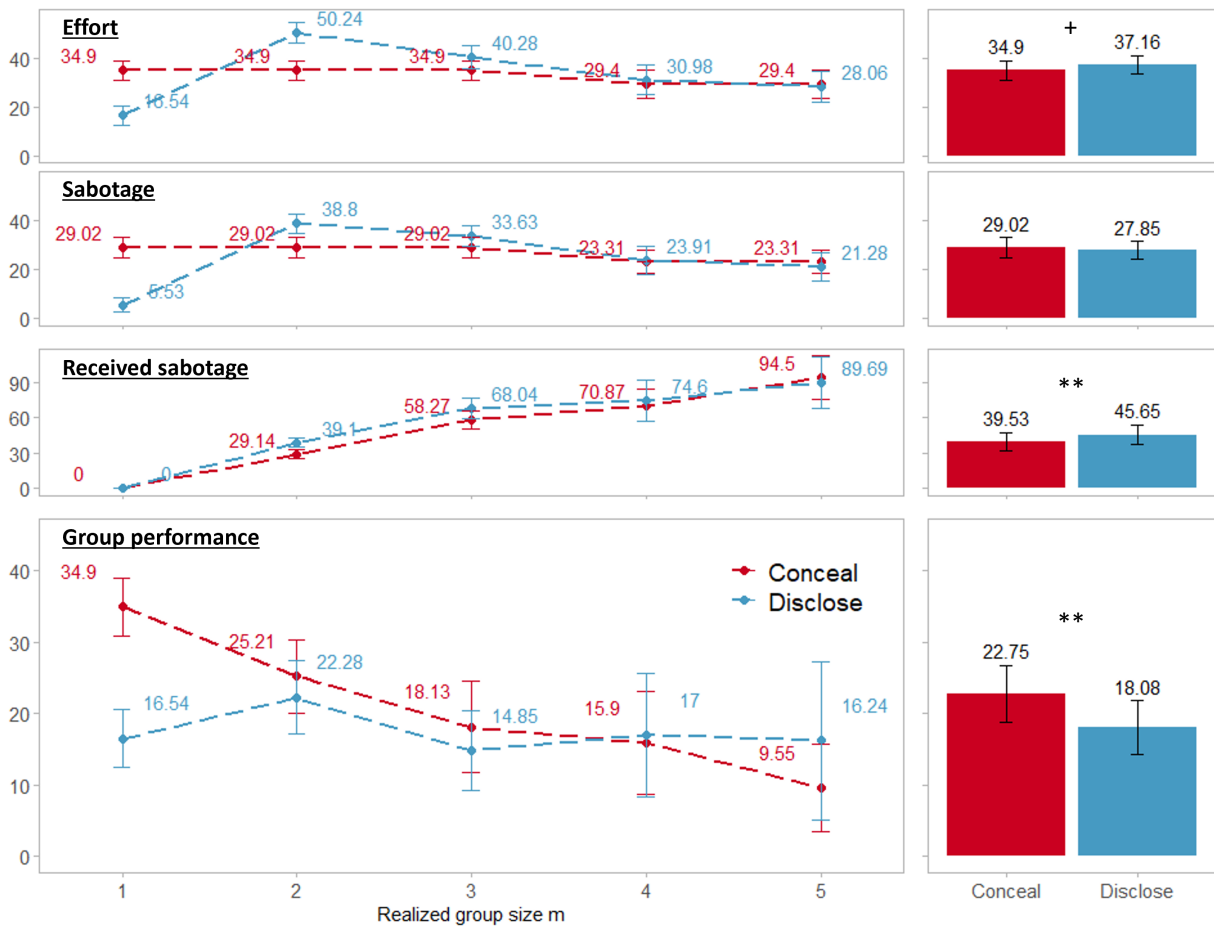 Effort
34.9 34.9 34.9 29.4 29.4
16.54 50.24 40.28 30.98 28.06
40
20
0
+
34.9 37.16
Sabotage
29.02 29.02 29.02 23.31 23.31
5.53 38.8 33.63 23.91 21.28
40
20
0
29.02 27.85
Received sabotage
0 29.14 58.27 70.87 94.5
0 39.1 68.04 74.6 89.69
90
60
30
0
**
39.53 45.65
Group performance
34.9 25.21 18.13 15.9 9.55
16.54 22.28 14.85 17 16.24
Conceal
Disclose
40
30
20
10
0
**
22.75 18.08
1 2 3 4 5
Realized group size m
Conceal Disclose